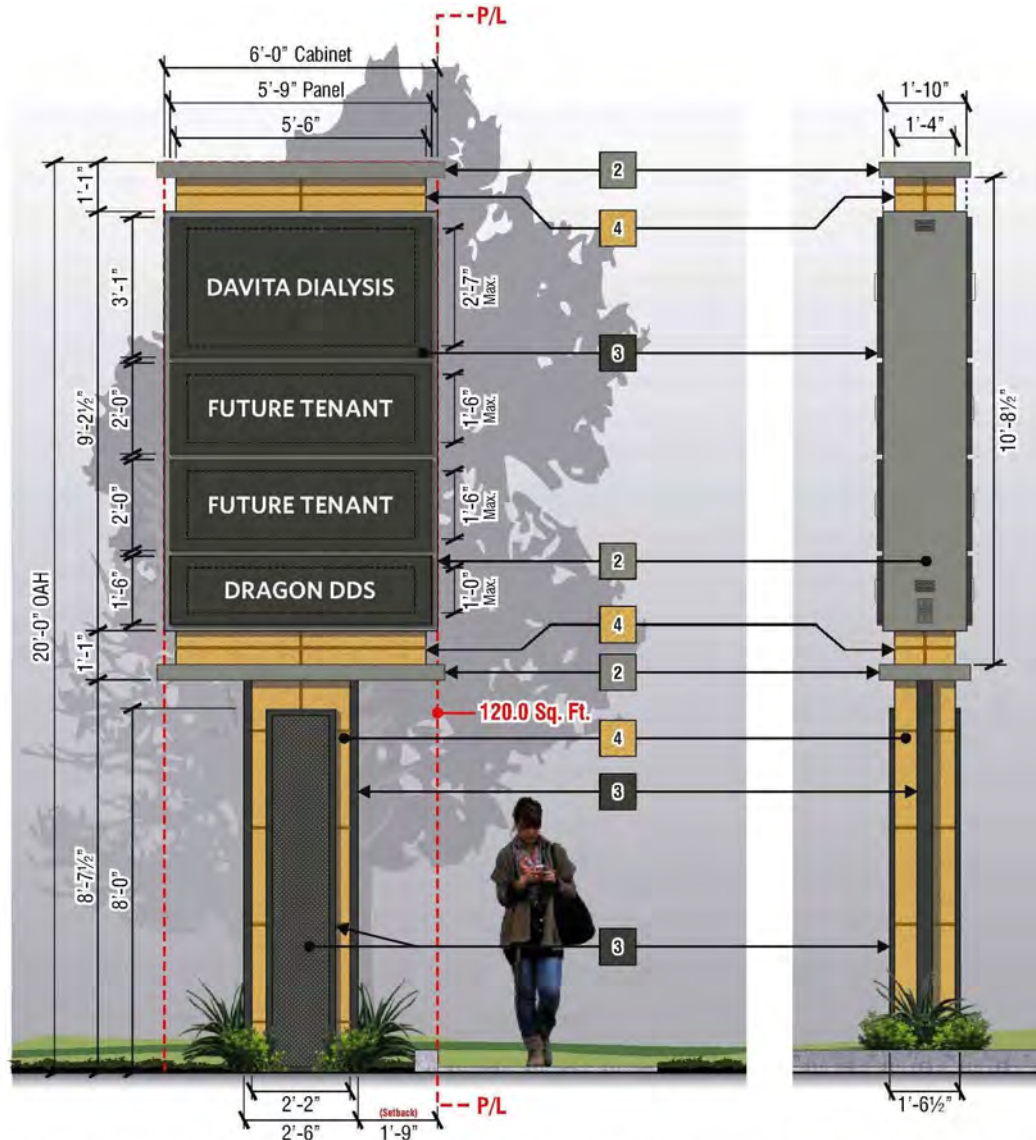 P/L
6'-0" Cabinet
5'-9" Panel
5'-6"
1'-10"
1'-4"
1'-1"
2
4
DAVITA DIALYSIS
3'-1"
2'-7"
Max.
3
FUTURE TENANT
2'-0"
1'-6"
Max.
9'-2½"
10'-8½"
FUTURE TENANT
2'-0"
1'-6"
Max.
2
DRAGON DDS
1'-6"
1'-0"
Max.
20'-0" OAH
4
1'-1"
2
120.0 Sq. Ft.
4
3
8'-7½"
8'-0"
3
2'-2"
2'-6"
(Setback)
1'-9"
P/L
1'-6½"